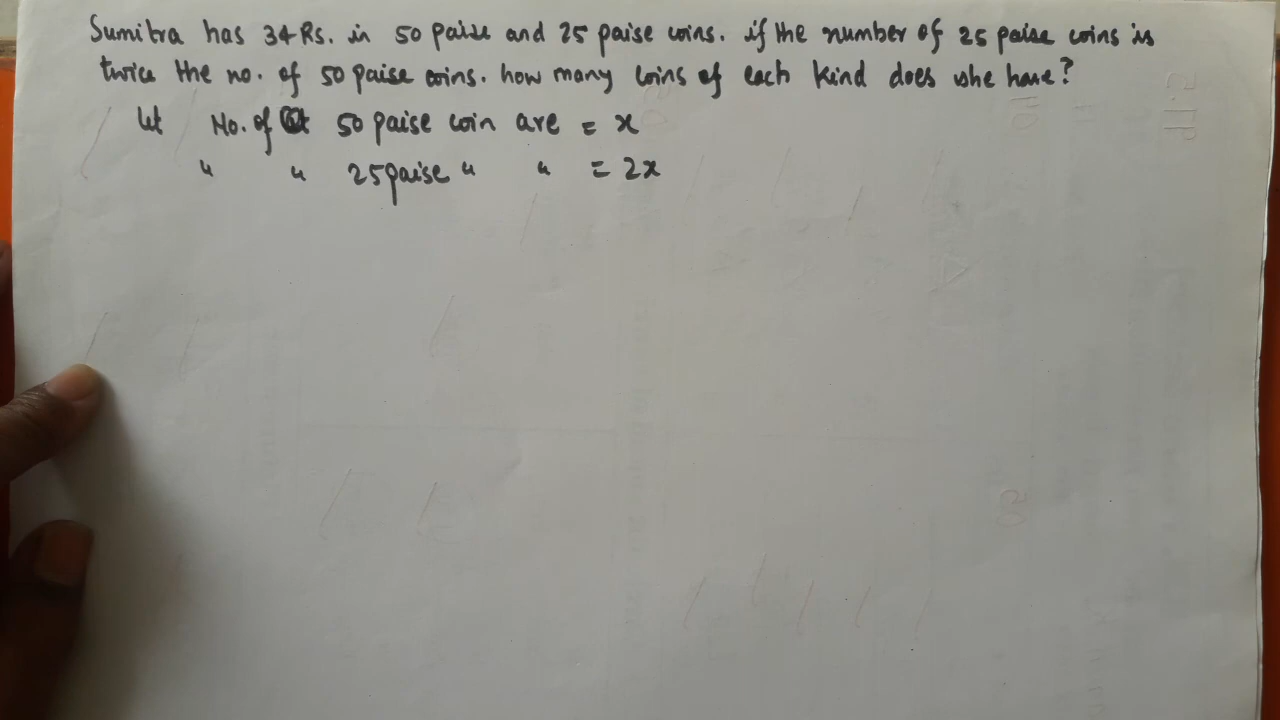 Sumitra has 34 Rs. in 50 paise and 25 paise coins. if the number of 25 paise coins is
twice the no. of 50 paise coins. how many coins of each kind does she have?
let No. of 50 paise coin are = x
" " 25 paise " " = 2x